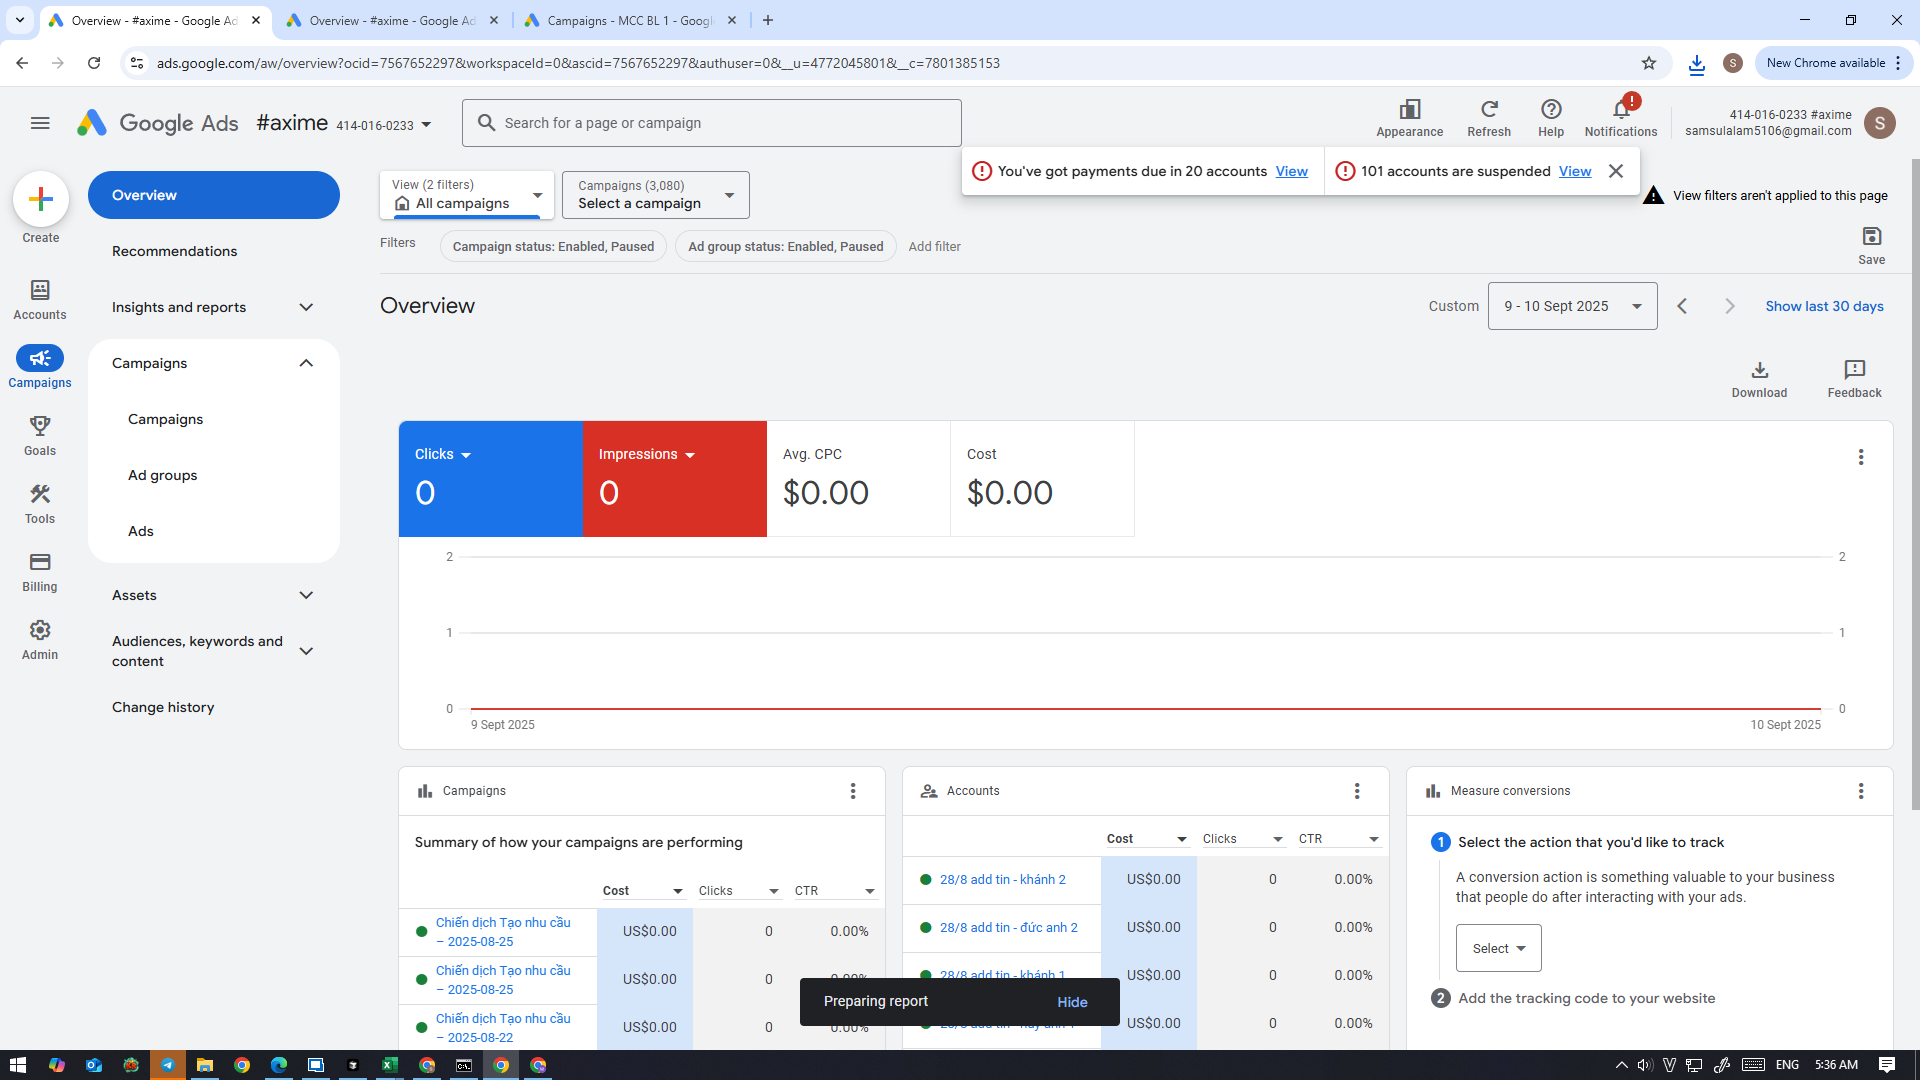 Overview - #axime - Google Ad
Overview - #axime - Google Ad
Campaigns - MCC BL 1 - Googl
ads.google.com/aw/overview?ocid=7567652297&workspaceId=0&ascid=7567652297&authuser=0&__u=4772045801&__c=7801385153
S
New Chrome available
Google Ads
#axime 414-016-0233
Search for a page or campaign
Appearance
Refresh
Help
Notifications
414-016-0233 #axime
samsulalam5106@gmail.com
S
You've got payments due in 20 accounts View
101 accounts are suspended View
View filters aren't applied to this page
Create
Accounts
Campaigns
Goals
Tools
Billing
Admin
Overview
Recommendations
Insights and reports
Campaigns
Campaigns
Ad groups
Ads
Assets
Audiences, keywords and
content
Change history
View (2 filters)
All campaigns
Campaigns (3,080)
Select a campaign
Filters
Campaign status: Enabled, Paused
Ad group status: Enabled, Paused
Add filter
Save
Overview
Custom
9 - 10 Sept 2025
Show last 30 days
Download
Feedback
Clicks
0
Impressions
0
Avg. CPC
$0.00
Cost
$0.00
2
2
1
1
0
0
9 Sept 2025
10 Sept 2025
Campaigns
Summary of how your campaigns are performing
Cost Clicks CTR
Chiến dịch Tạo nhu cầu
– 2025-08-25
US$0.00 0 0.00%
Chiến dịch Tạo nhu cầu
– 2025-08-25
US$0.00 0 0.00%
Chiến dịch Tạo nhu cầu
– 2025-08-22
US$0.00 0 0.00%
Accounts
Cost Clicks CTR
28/8 add tin - khánh 2 US$0.00 0 0.00%
28/8 add tin - đức anh 2 US$0.00 0 0.00%
28/8 add tin - khánh 1 US$0.00 0 0.00%
US$0.00 0 0.00%
Measure conversions
1 Select the action that you'd like to track
A conversion action is something valuable to your business
that people do after interacting with your ads.
Select
2 Add the tracking code to your website
Preparing report Hide
ENG
5:36 AM